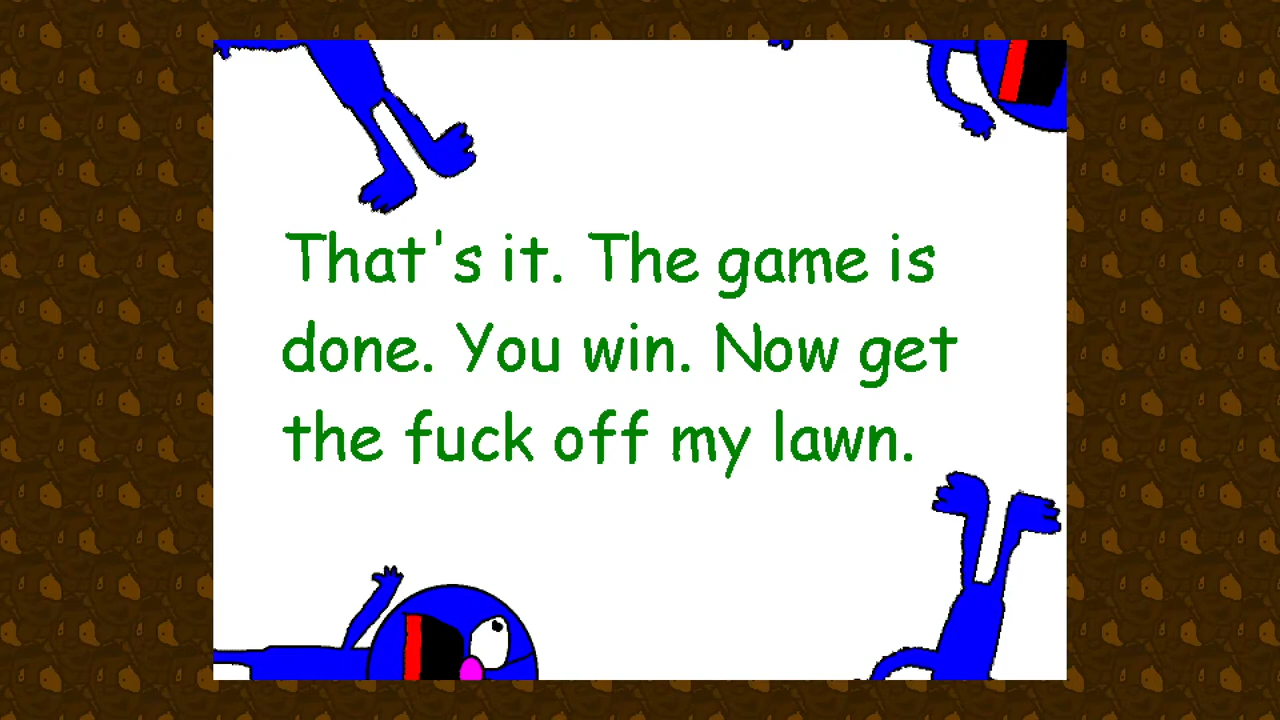 That's it. The game is
done. You win. Now get
the fuck off my lawn.